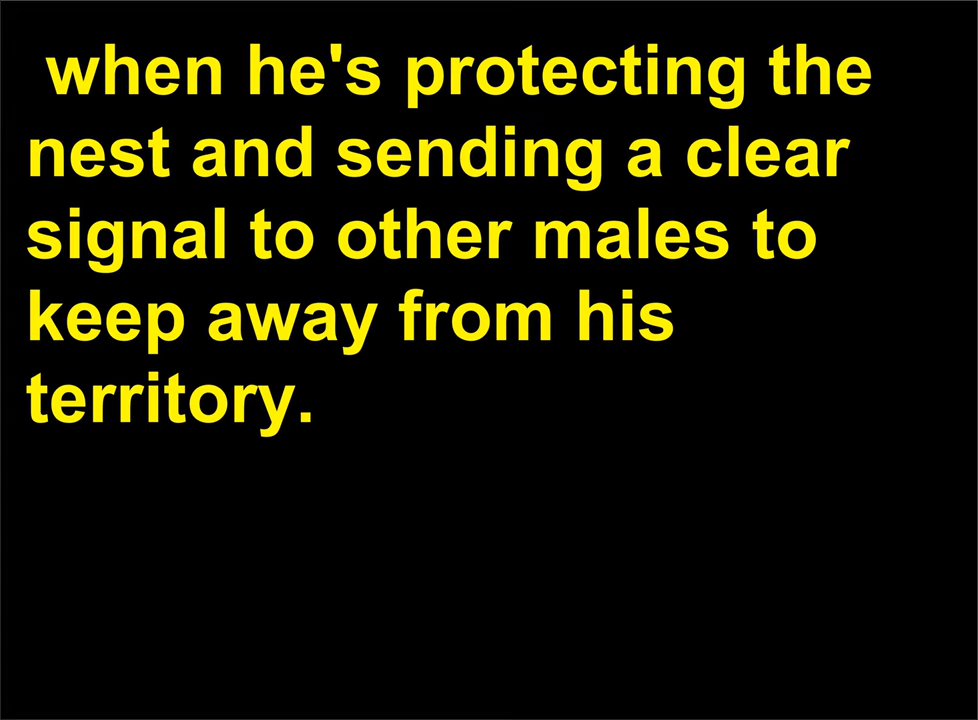 when he's protecting the
nest and sending a clear
signal to other males to
keep away from his
territory.